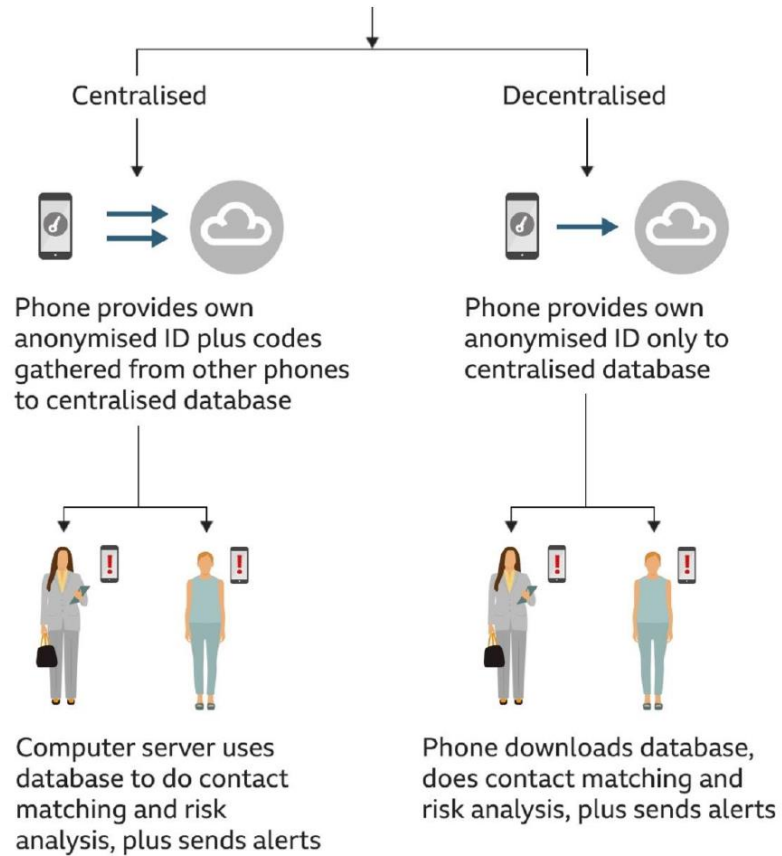 Centralised
Decentralised
Phone provides own
anonymised ID plus codes
gathered from other phones
to centralised database
Phone provides own
anonymised ID only to
centralised database
!
!
!
!
Computer server uses
database to do contact
matching and risk
analysis, plus sends alerts
Phone downloads database,
does contact matching and
risk analysis, plus sends alerts